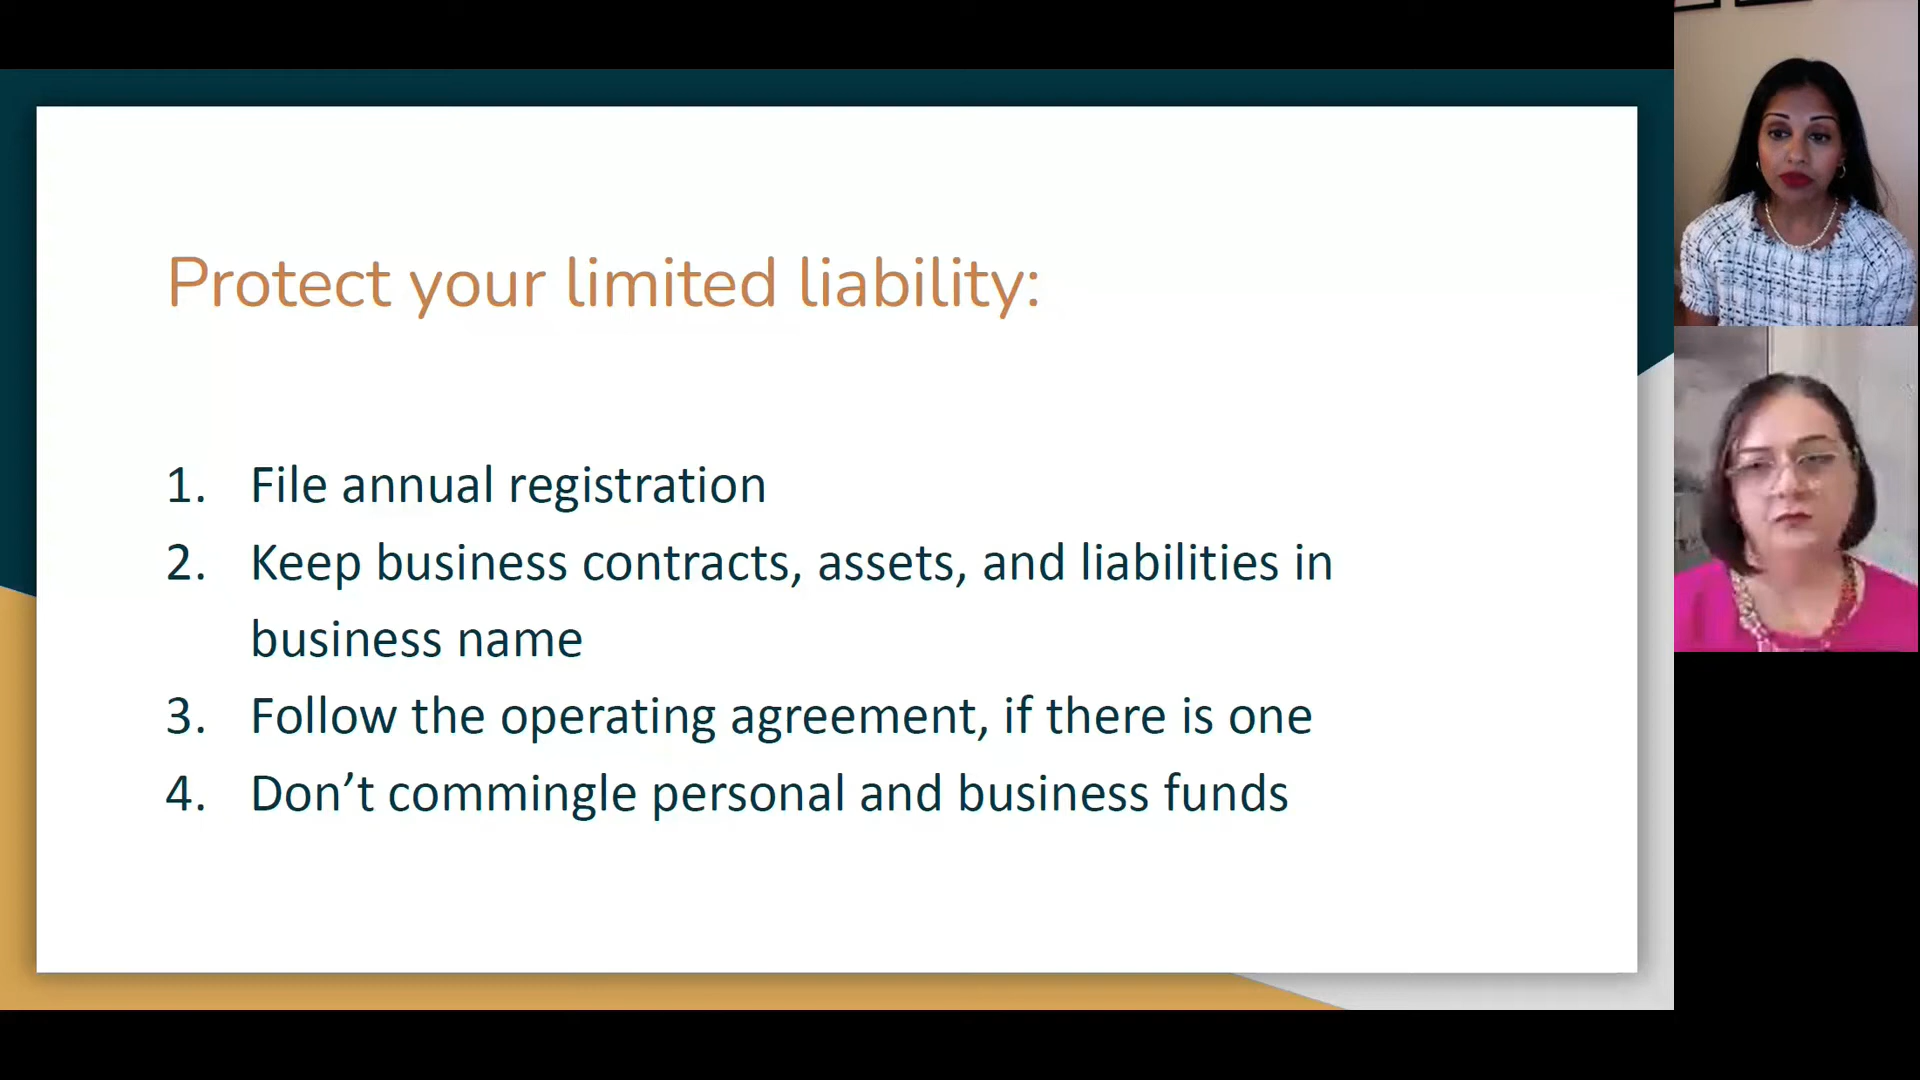 Protect your limited liability:
1. File annual registration
2. Keep business contracts, assets, and liabilities in
business name
3. Follow the operating agreement, if there is one
4. Don’t commingle personal and business funds